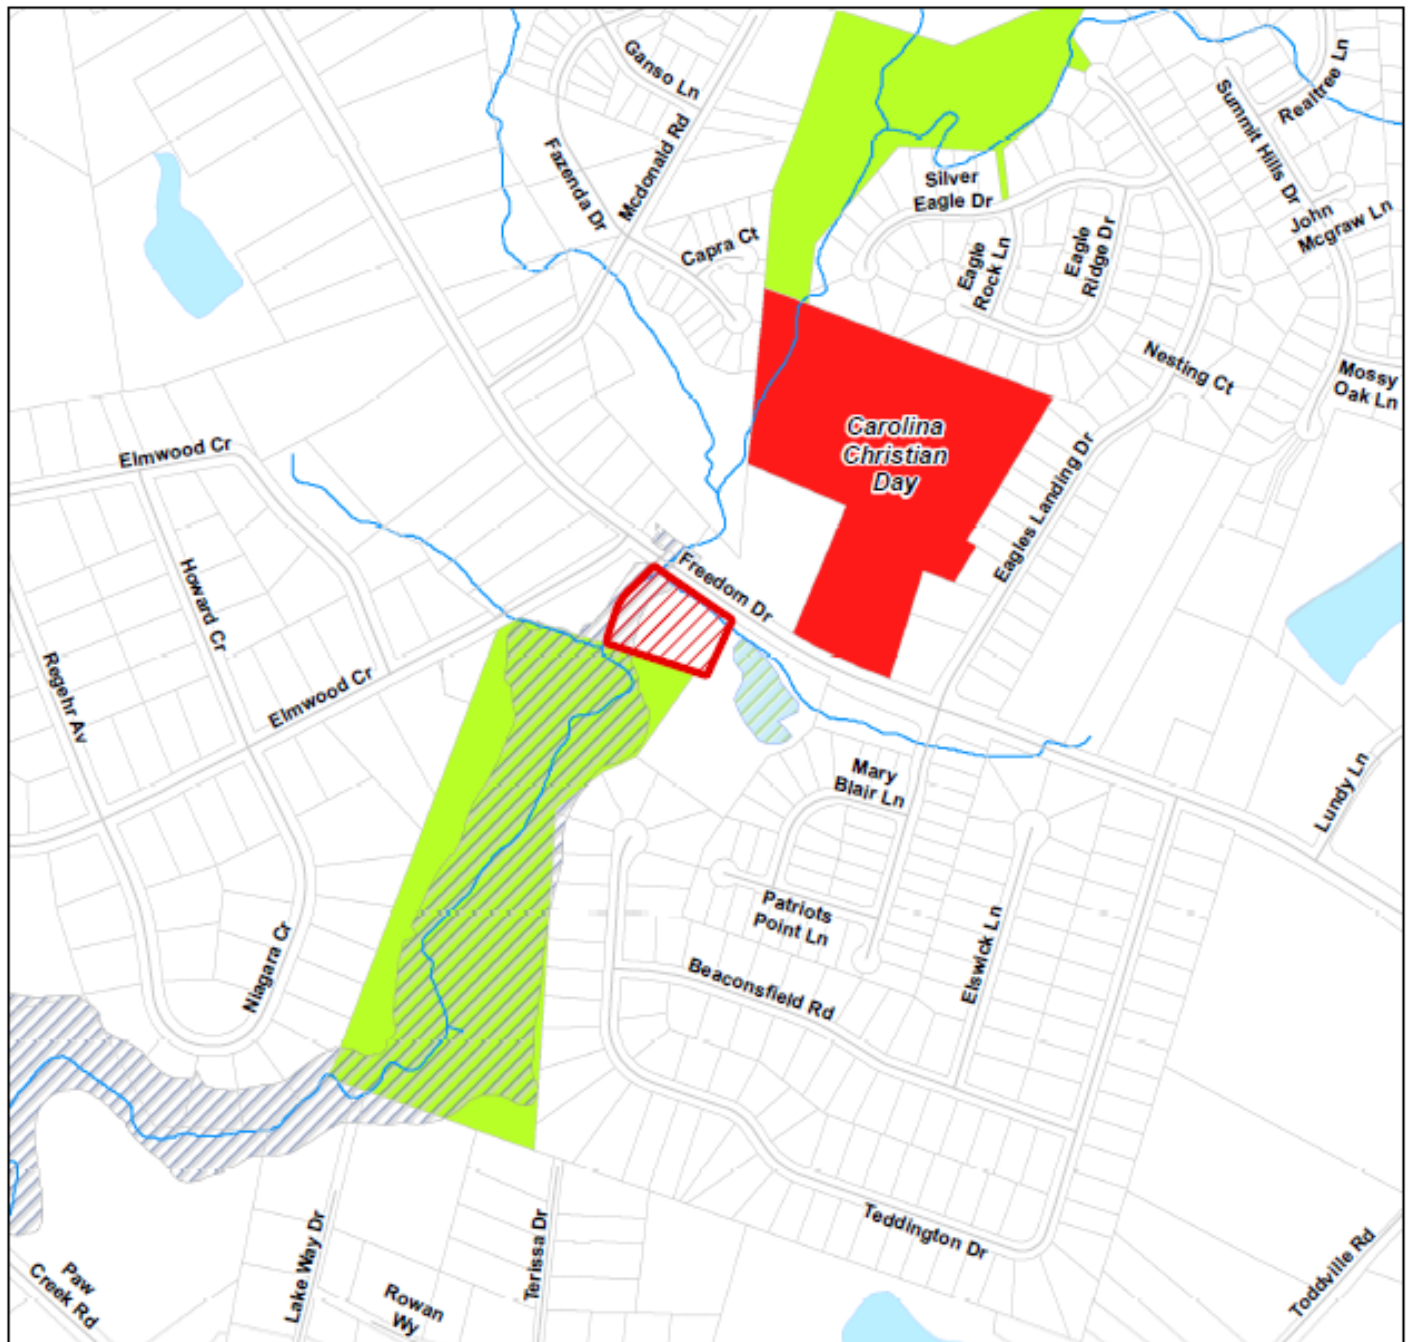 Ganso Ln
Realtree Ln
Summit Hills Dr
Mcdonald Rd
Fazenda Dr
Silver
Eagle Dr
John
Mcgraw Ln
Capra Ct
Eagle
Rock Ln
Eagle
Ridge Dr
Nesting Ct
Mossy
Oak Ln
Carolina
Christian
Day
Elmwood Cr
Eagles Landing Dr
Howard Cr
Freedom Dr
Regehr Av
Elmwood Cr
Mary
Blair Ln
Lundy Ln
Patriots
Point Ln
Niagara Cr
Elswick Ln
Beaconsfield Rd
Teddington Dr
Toddville Rd
Lake Way Dr
Terissa Dr
Paw
Creek Rd
Rowan
Wy